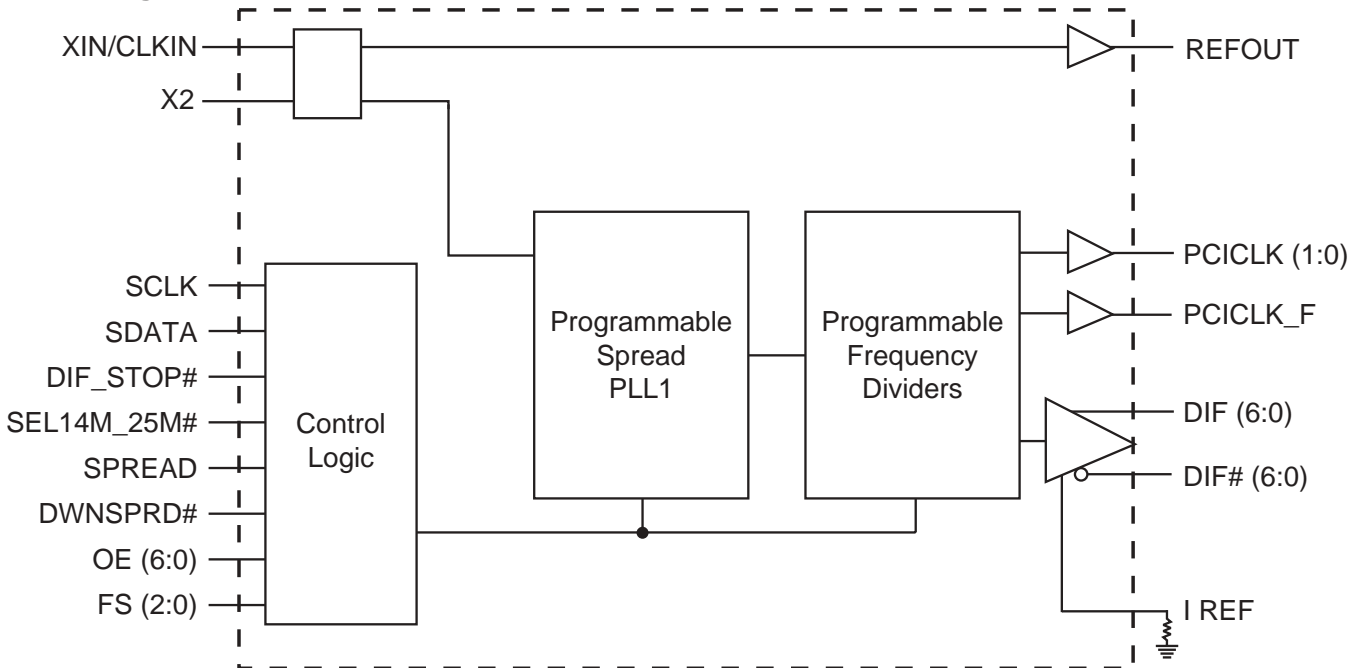 XIN/CLKIN
REFOUT
X2
PCICLK (1:0)
SCLK
SDATA
Programmable
Spread
PLL1
Programmable
Frequency
Dividers
PCICLK_F
DIF_STOP#
SEL14M_25M#
Control
Logic
DIF (6:0)
SPREAD
DIF# (6:0)
DWNSPRD#
OE (6:0)
FS (2:0)
I REF